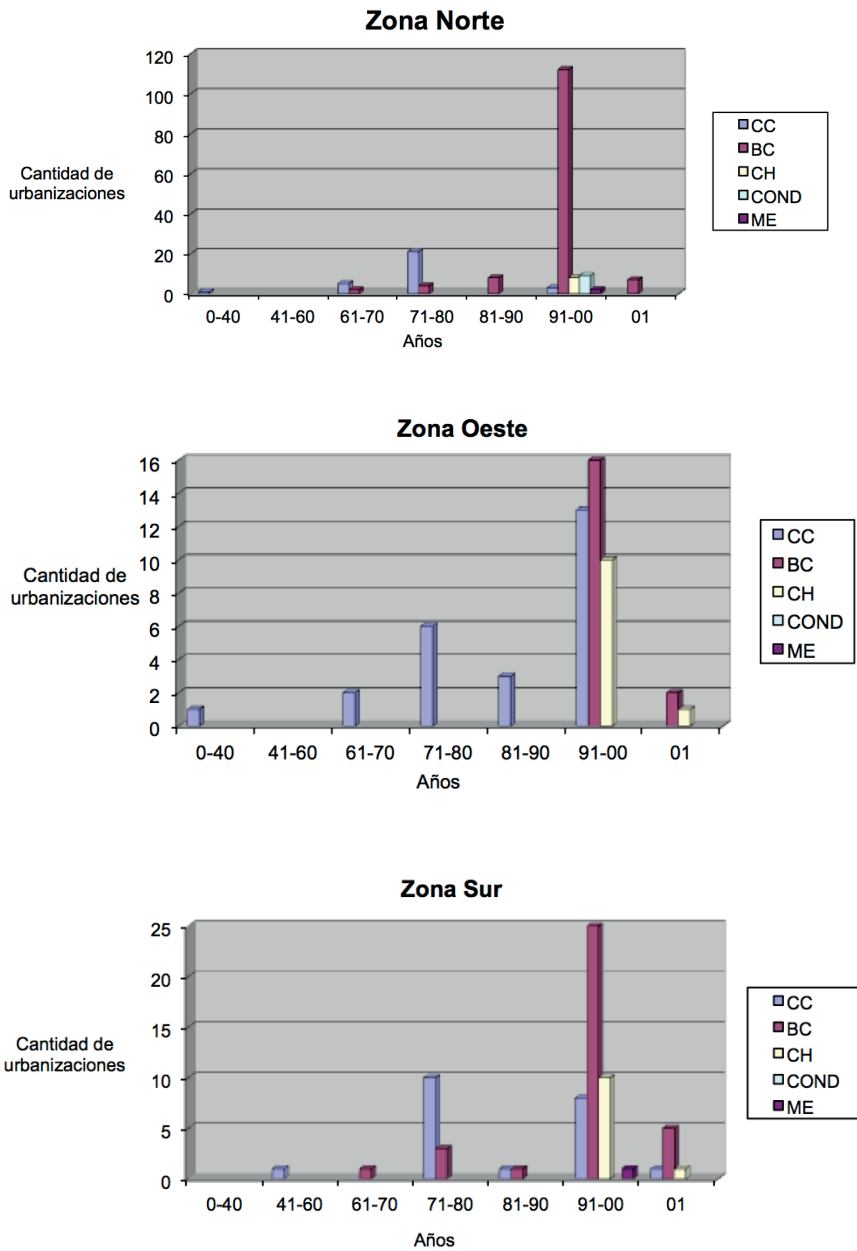 Zona Norte
120
100
80
60
40
20
0
Cantidad de
urbanizaciones
0-40 41-60 61-70 71-80 81-90 91-00 01
Años
CC
BC
CH
COND
ME
Zona Oeste
16
14
12
10
8
6
4
2
0
Cantidad de
urbanizaciones
0-40 41-60 61-70 71-80 81-90 91-00 01
Años
CC
BC
CH
COND
ME
Zona Sur
25
20
15
10
5
0
Cantidad de
urbanizaciones
0-40 41-60 61-70 71-80 81-90 91-00 01
Años
CC
BC
CH
COND
ME